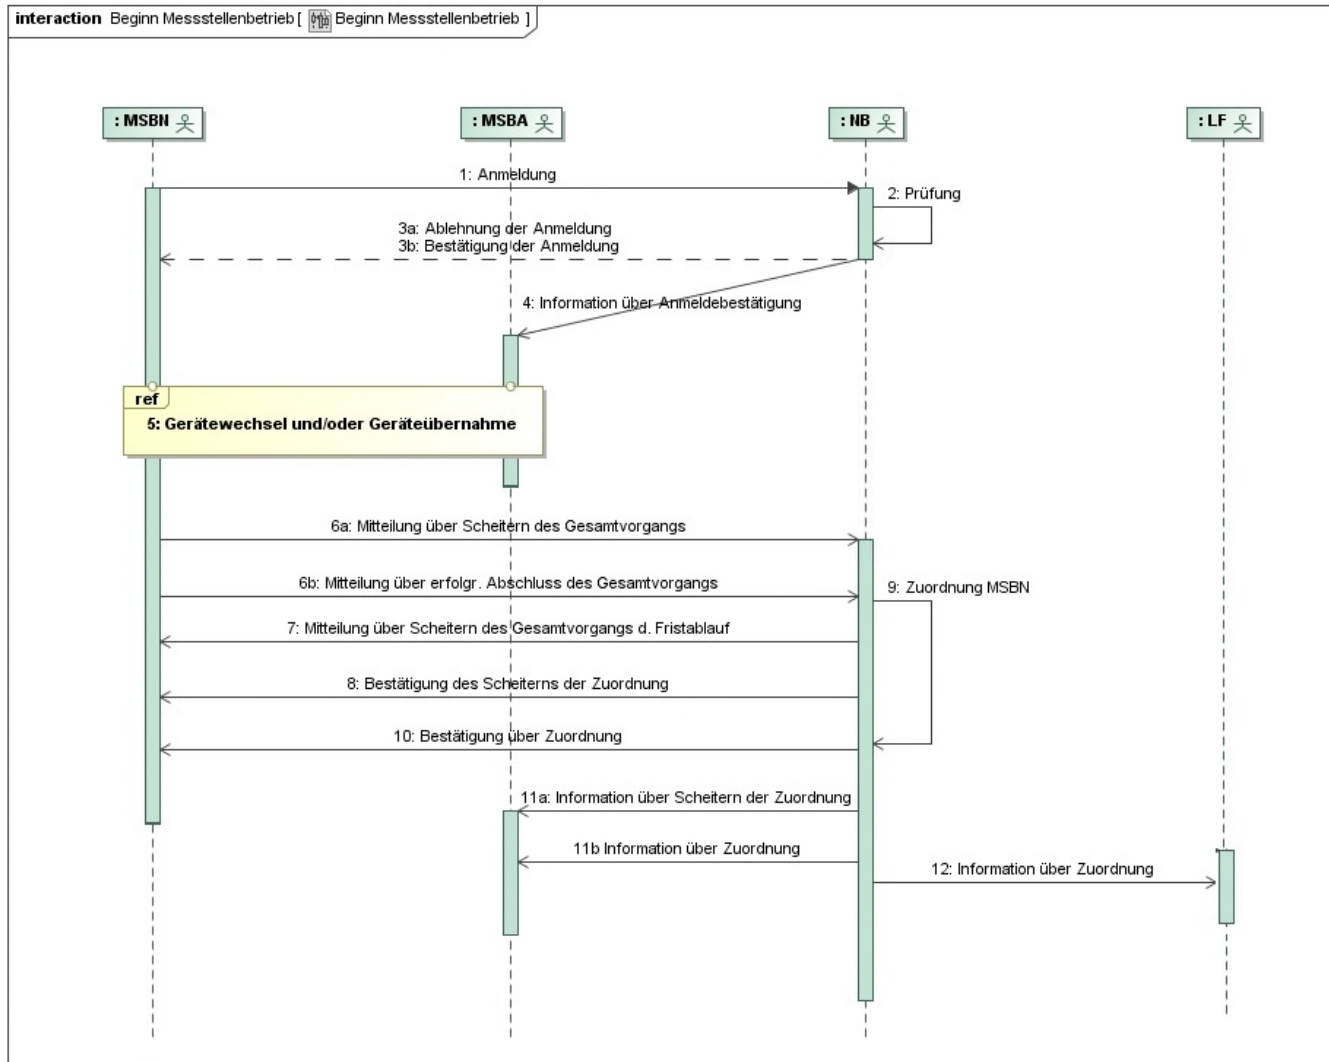 interaction Beginn Messstellenbetrieb [ Beginn Messstellenbetrieb ]
: MSBN
: MSBA
: NB
: LF
1: Anmeldung
2: Prüfung
3a: Ablehnung der Anmeldung
3b: Bestätigung der Anmeldung
4: Information über Anmeldebestätigung
ref
5: Gerätewechsel und/oder Geräteübernahme
6a: Mitteilung über Scheitern des Gesamtvorgangs
6b: Mitteilung über erfolgr. Abschluss des Gesamtvorgangs
9: Zuordnung MSBN
7: Mitteilung über Scheitern des Gesamtvorgangs d. Fristablauf
8: Bestätigung des Scheiterns der Zuordnung
10: Bestätigung über Zuordnung
11a: Information über Scheitern der Zuordnung
11b Information über Zuordnung
12: Information über Zuordnung